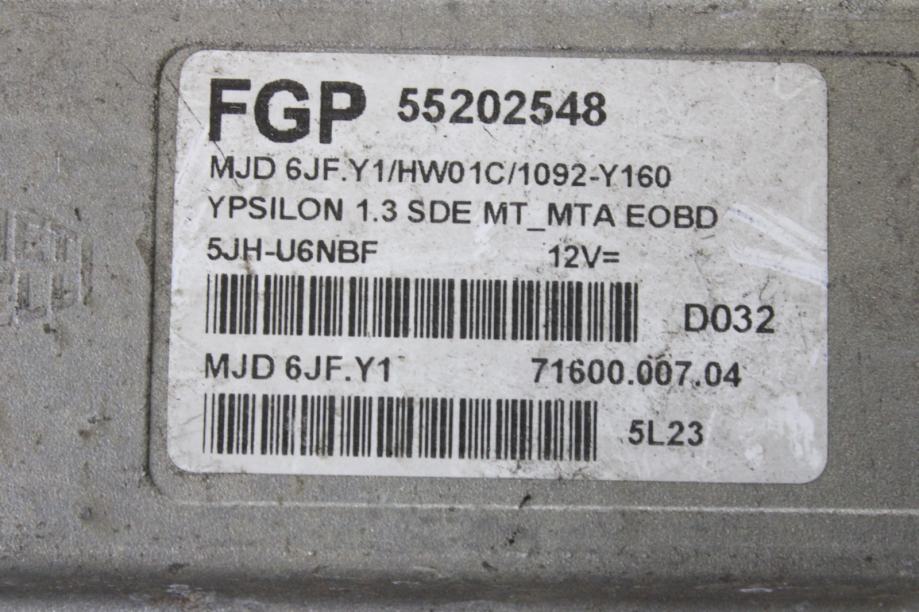 FGP 55202548
MJD 6JF.Y1/HW01C/1092-Y160
YPSILON 1.3 SDE MT_MTA EOBD
5JH-U6NBF 12V=
D032
MJD 6JF.Y1 71600.007.04
5L23